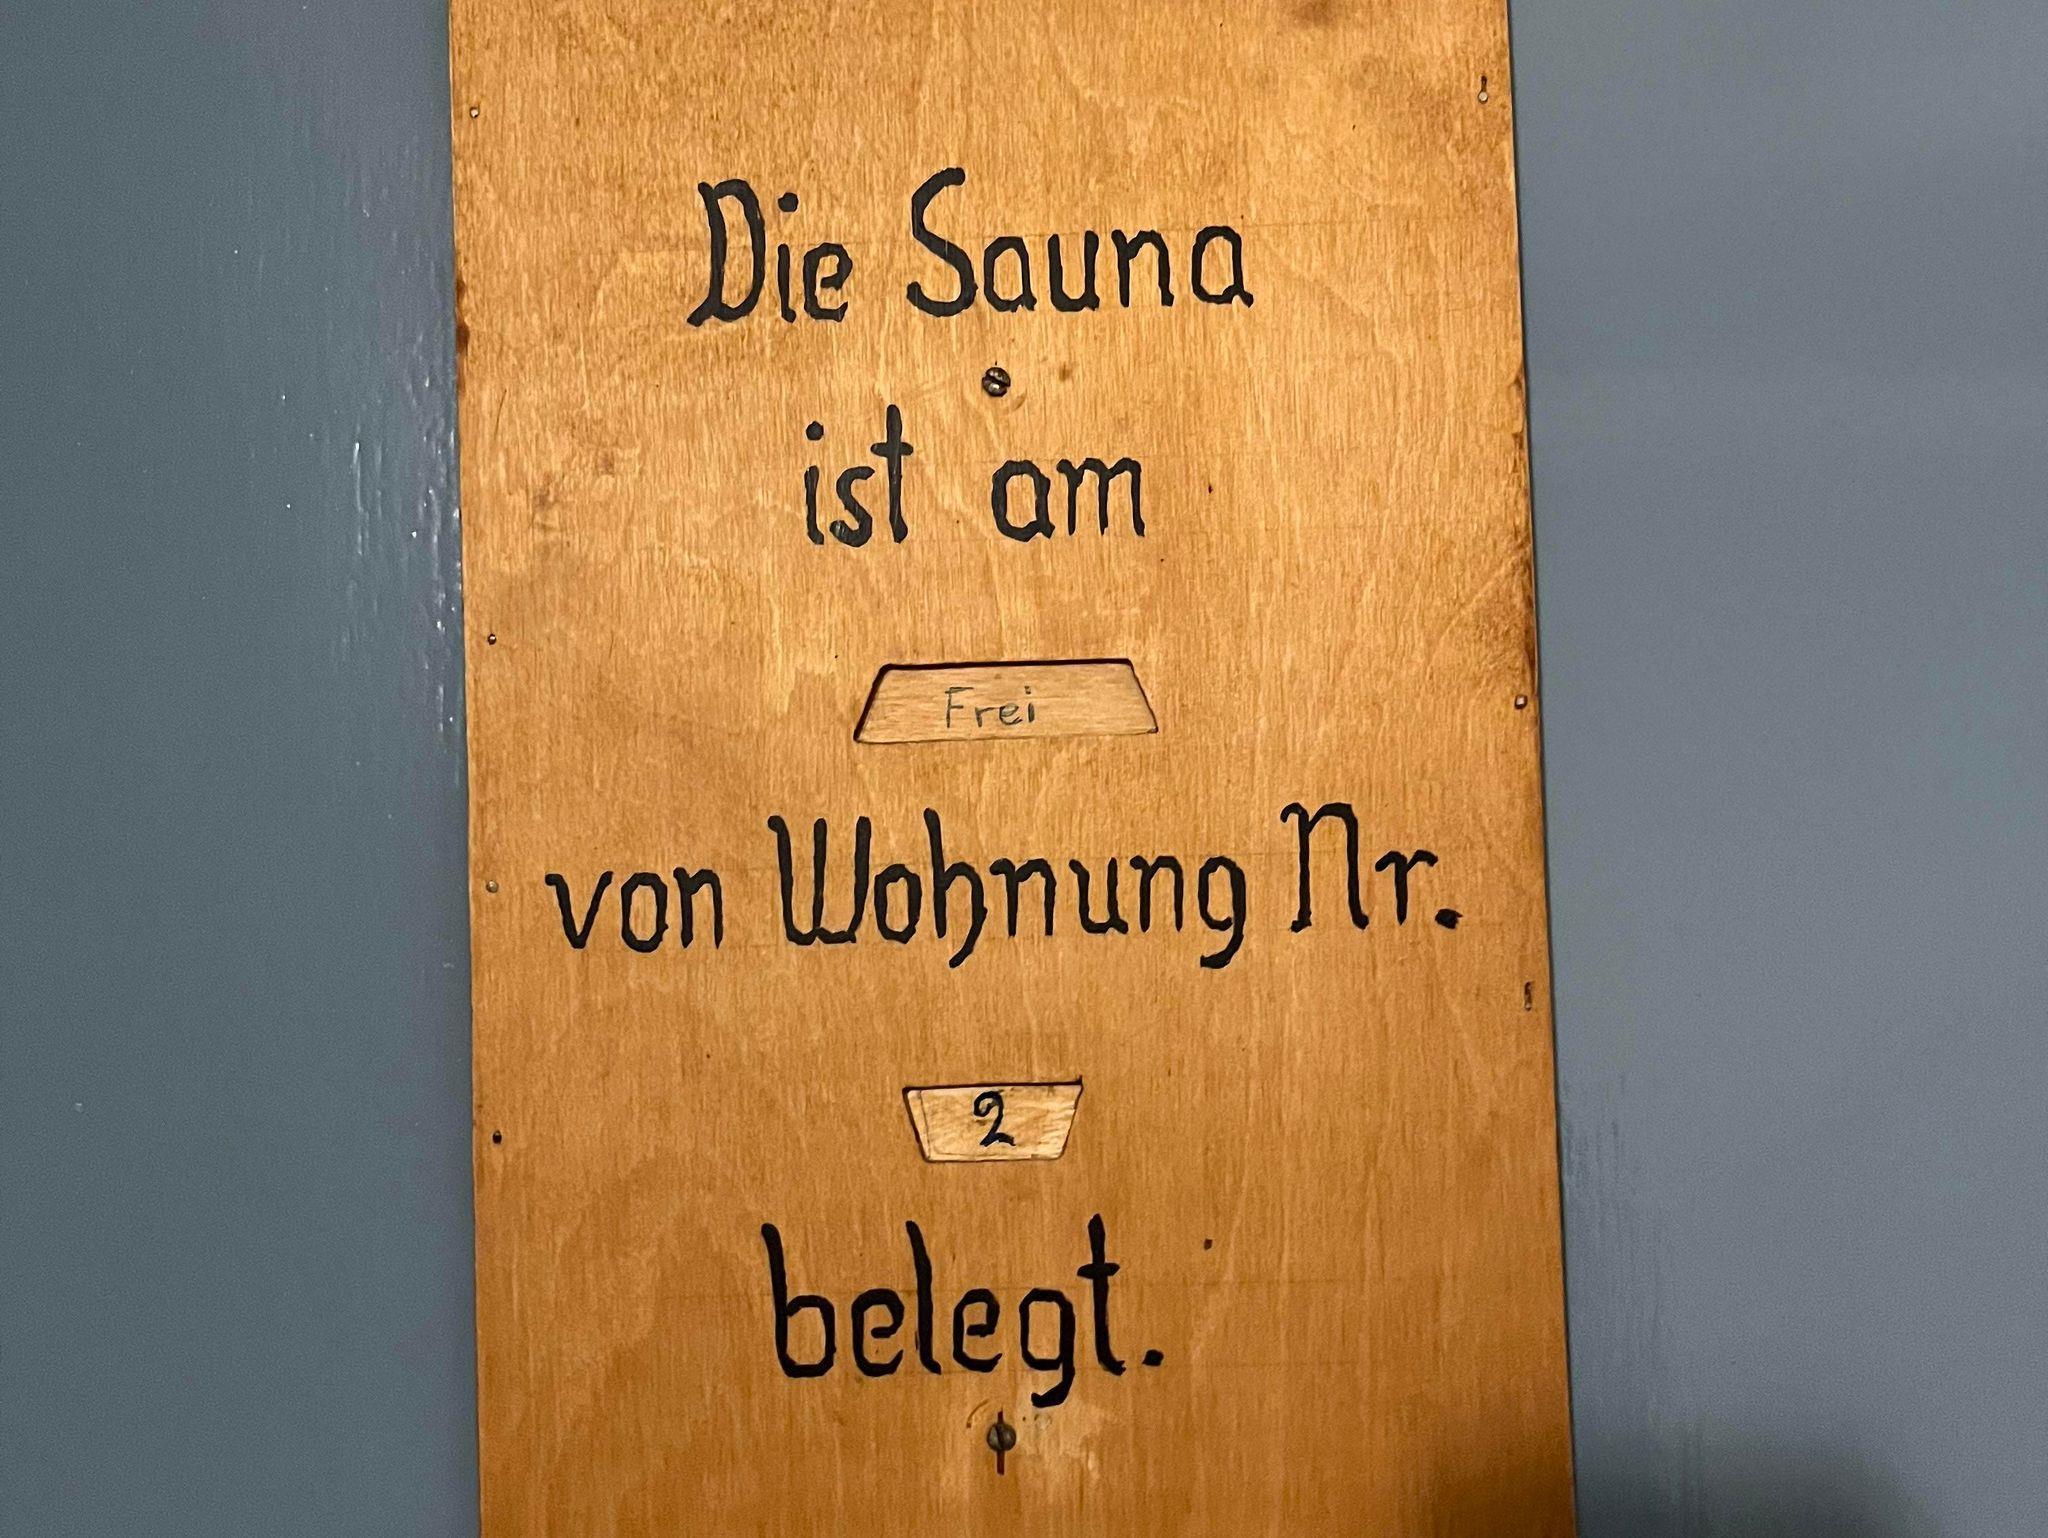 Die Sauna
ist am
Frei
von Wohnung Nr.
2
belegt.